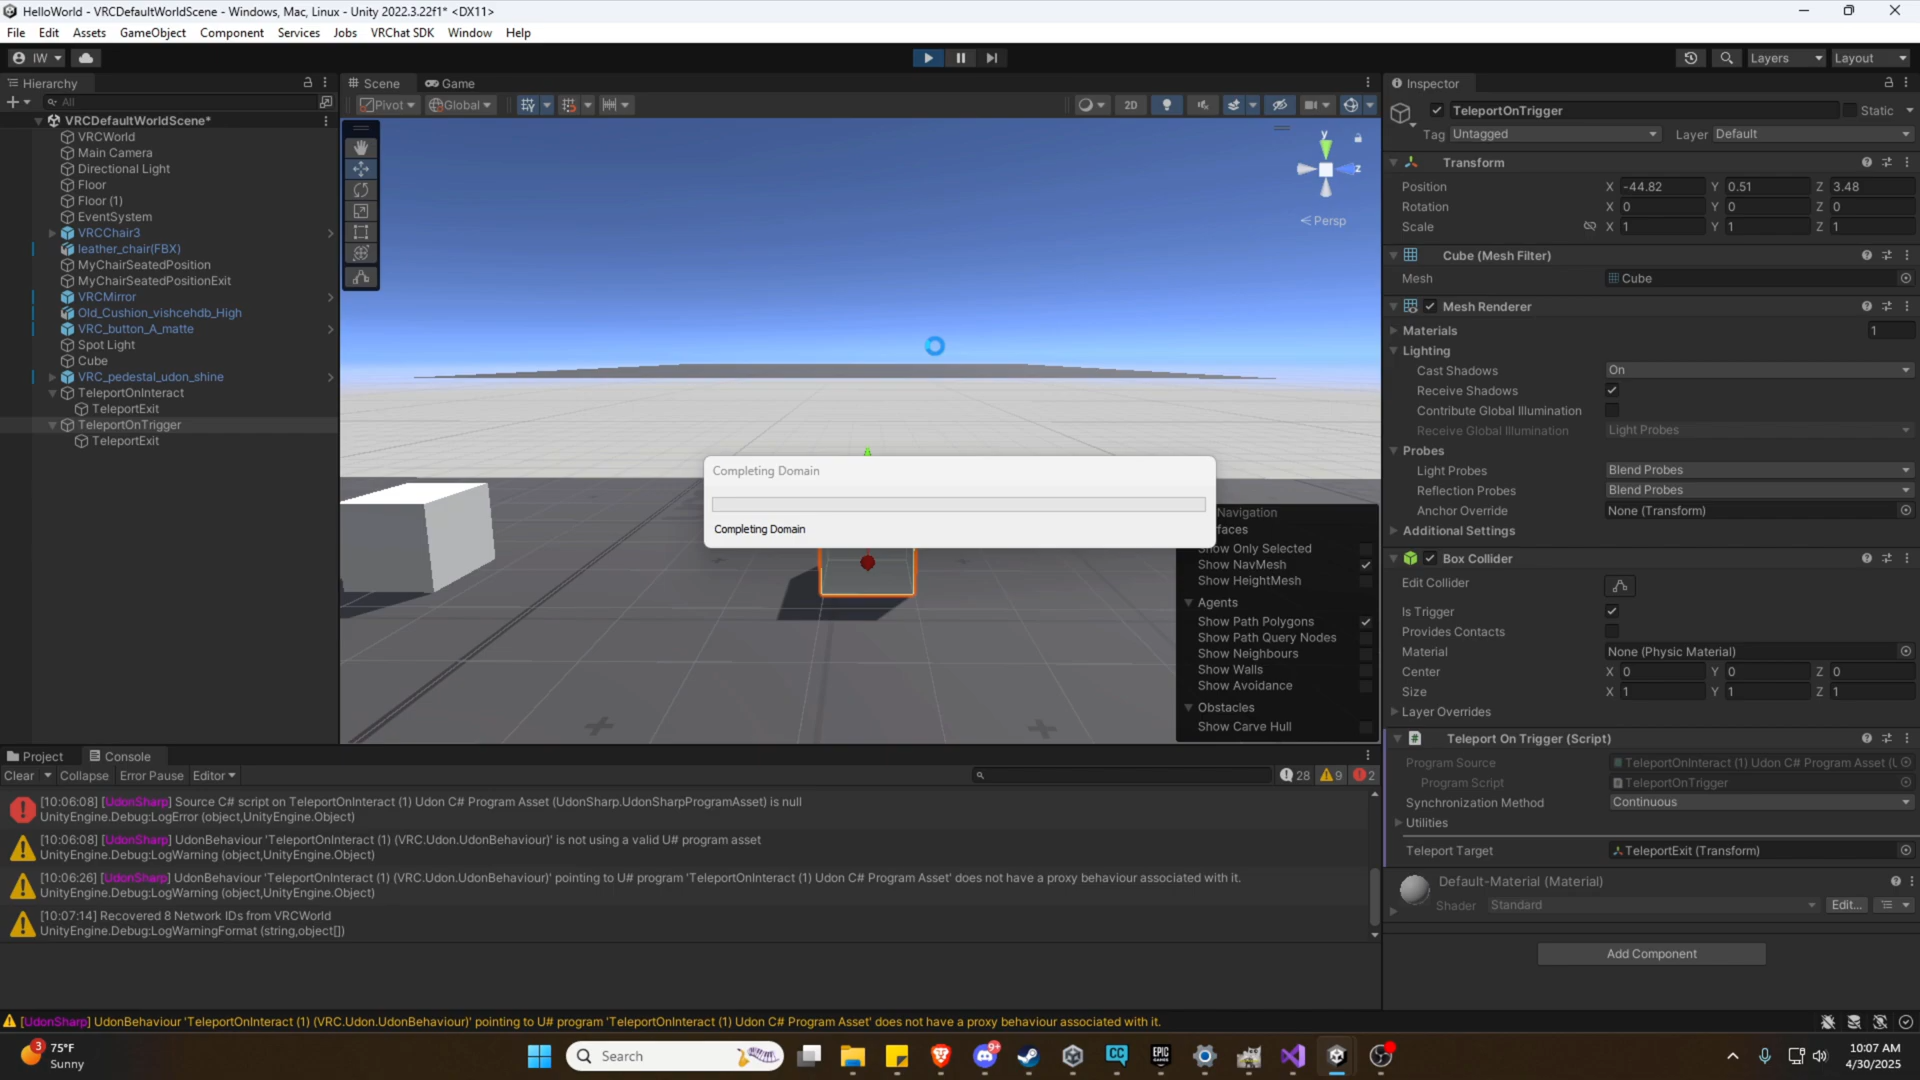 HelloWorld - VRCDefaultWorldScene - Windows, Mac, Linux - Unity 2022.3.22f1* <DX11>
File Edit Assets GameObject Component Services Jobs VRChat SDK Window Help
IW
Layers Layout
Hierarchy
All
VRCDefaultWorldScene*
VRCWorld
Main Camera
Directional Light
Floor
Floor (1)
EventSystem
VRCChair3
leather_chair(FBX)
MyChairSeatedPosition
MyChairSeatedPositionExit
VRCMirror
Old_Cushion_vishcehdb_High
VRC_button_A_matte
Spot Light
Cube
VRC_pedestal_udon_shine
TeleportOnInteract
TeleportExit
TeleportOnTrigger
TeleportExit
Scene Game
Pivot Global 2D
y
z
Persp
Completing Domain
Completing Domain
Navigation
faces
Show Only Selected
Show NavMesh
Show HeightMesh
Agents
Show Path Polygons
Show Path Query Nodes
Show Neighbours
Show Walls
Show Avoidance
Obstacles
Show Carve Hull
Inspector
TeleportOnTrigger Static
Tag Untagged Layer Default
Transform
Position X -44.82 Y 0.51 Z 3.48
Rotation X 0 Y 0 Z 0
Scale X 1 Y 1 Z 1
Cube (Mesh Filter)
Mesh Cube
Mesh Renderer
Materials 1
Lighting
Cast Shadows On
Receive Shadows
Contribute Global Illumination
Receive Global Illumination Light Probes
Probes
Light Probes Blend Probes
Reflection Probes Blend Probes
Anchor Override None (Transform)
Additional Settings
Box Collider
Edit Collider
Is Trigger
Provides Contacts
Material None (Physic Material)
Center X 0 Y 0 Z 0
Size X 1 Y 1 Z 1
Layer Overrides
# Teleport On Trigger (Script)
Program Source TeleportOnInteract (1) Udon C# Program Asset (U
Program Script TeleportOnTrigger
Synchronization Method Continuous
Utilities
Teleport Target TeleportExit (Transform)
Default-Material (Material)
Shader Standard Edit...
Add Component
Project Console
Clear Collapse Error Pause Editor 28 9 2
[10:06:08] [UdonSharp] Source C# script on TeleportOnInteract (1) Udon C# Program Asset (UdonSharp.UdonSharpProgramAsset) is null
UnityEngine.Debug:LogError (object,UnityEngine.Object)
[10:06:08] [UdonSharp] UdonBehaviour 'TeleportOnInteract (1) (VRC.Udon.UdonBehaviour)' is not using a valid U# program asset
UnityEngine.Debug:LogWarning (object,UnityEngine.Object)
[10:06:26] [UdonSharp] UdonBehaviour 'TeleportOnInteract (1) (VRC.Udon.UdonBehaviour)' pointing to U# program 'TeleportOnInteract (1) Udon C# Program Asset' does not have a proxy behaviour associated with it.
UnityEngine.Debug:LogWarning (object,UnityEngine.Object)
[10:07:14] Recovered 8 Network IDs from VRCWorld
UnityEngine.Debug:LogWarningFormat (string,object[])
[UdonSharp] UdonBehaviour 'TeleportOnInteract (1) (VRC.Udon.UdonBehaviour)' pointing to U# program 'TeleportOnInteract (1) Udon C# Program Asset' does not have a proxy behaviour associated with it.
3
75°F
Sunny
Search
9+
CC
EPIC
GAMES
10:07 AM
4/30/2025